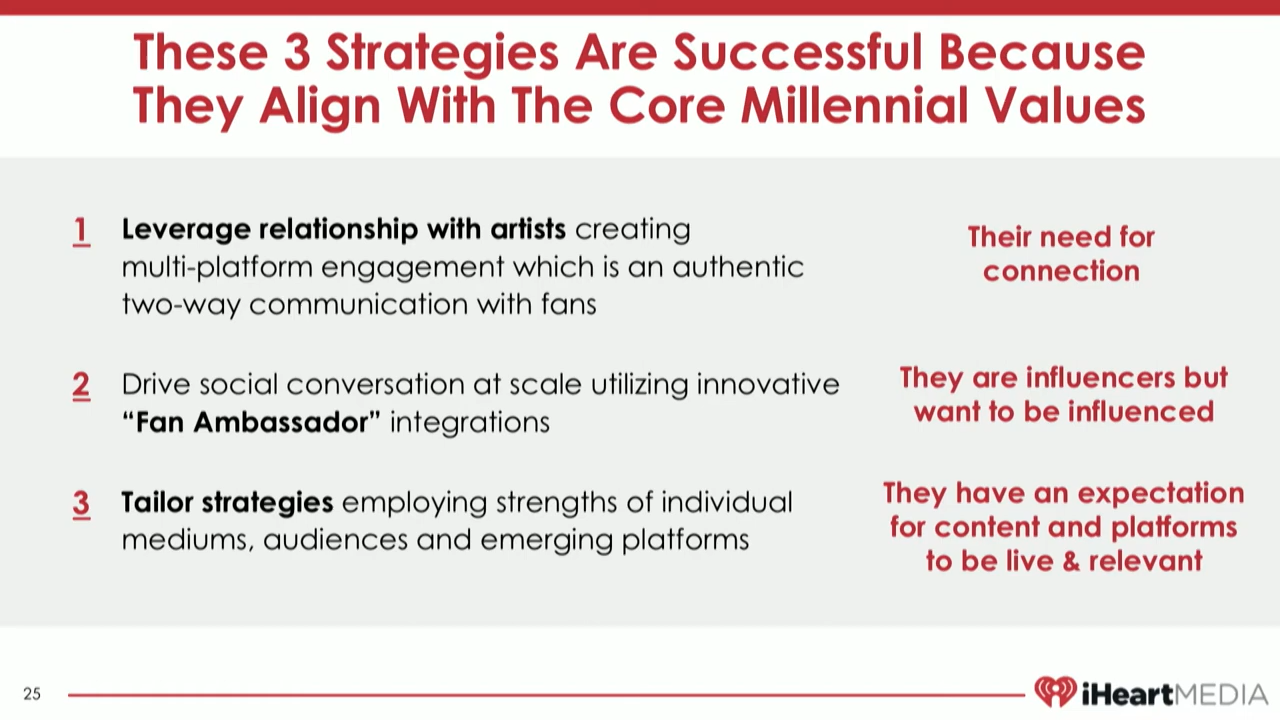 These 3 Strategies Are Successful Because
They Align With The Core Millennial Values
1 Leverage relationship with artists creating
multi-platform engagement which is an authentic
two-way communication with fans
Their need for
connection
2 Drive social conversation at scale utilizing innovative
“Fan Ambassador” integrations
They are influencers but
want to be influenced
3 Tailor strategies employing strengths of individual
mediums, audiences and emerging platforms
They have an expectation
for content and platforms
to be live & relevant
25
iHeartMEDIA